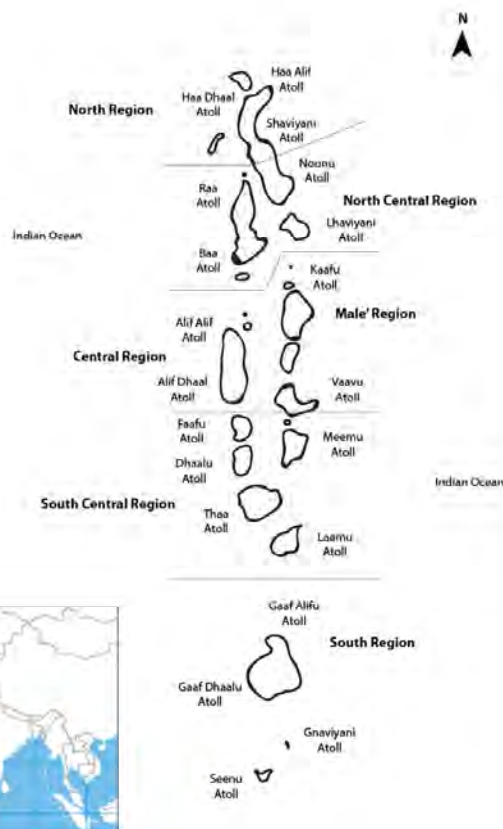 N
Haa Alif
Atoll
Haa Dhaal
Atoll
North Region
Shaviyani
Atoll
Noonu
Atoll
Raa
Atoll
North Central Region
Lhaviyani
Atoll
Indian Ocean
Baa
Atoll
Kaafu
Atoll
Male' Region
Alif Alif
Atoll
Central Region
Alif Dhaal
Atoll
Vaavu
Atoll
Faafu
Atoll
Meemu
Atoll
Dhaalu
Atoll
Indian Ocean
South Central Region
Thaa
Atoll
Laamu
Atoll
Gaaf Alifu
Atoll
South Region
Gaaf Dhaalu
Atoll
Gnaviyani
Atoll
Seenu
Atoll